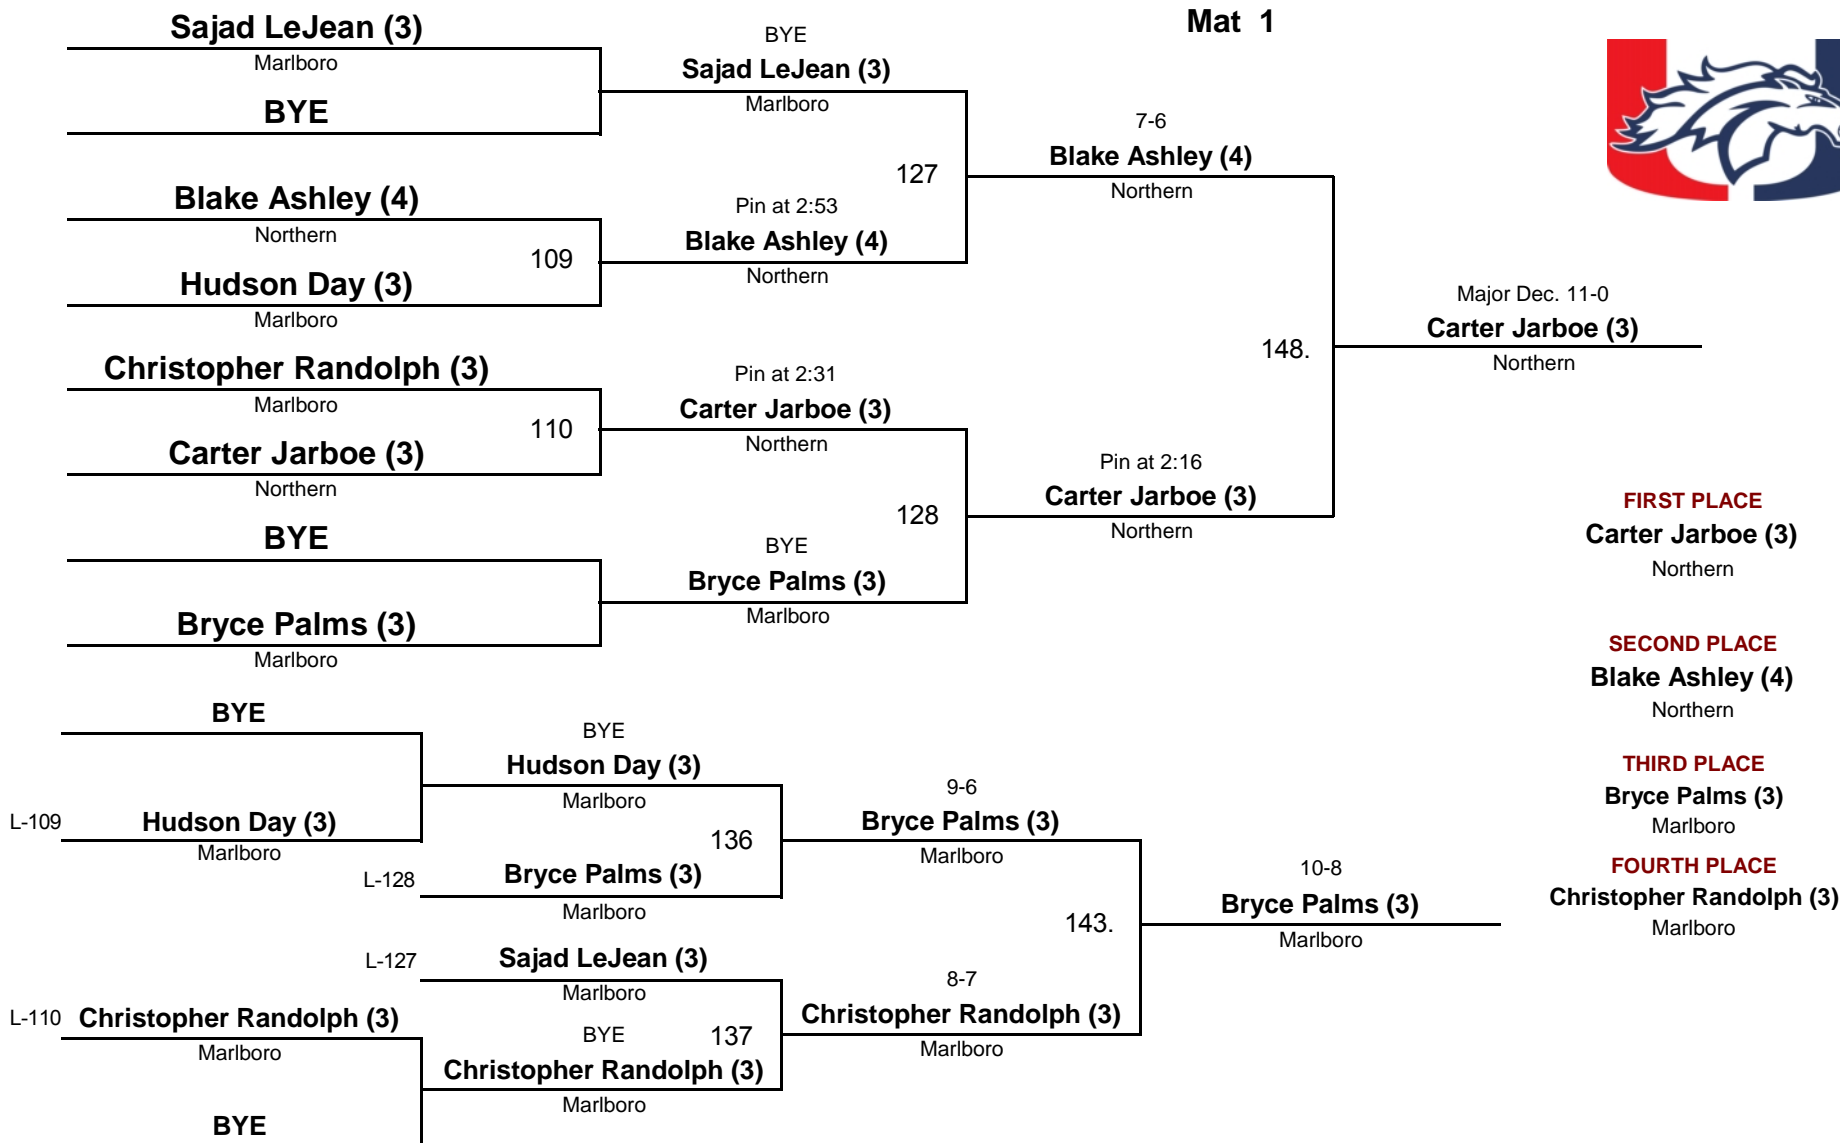 Mat 1
Sajad LeJean (3)
Marlboro
BYE
BYE
Sajad LeJean (3)
Marlboro
Blake Ashley (4)
Northern
109
Hudson Day (3)
Marlboro
Pin at 2:53
Blake Ashley (4)
Northern
127
7-6
Blake Ashley (4)
Northern
Christopher Randolph (3)
Marlboro
110
Carter Jarboe (3)
Northern
Pin at 2:31
Carter Jarboe (3)
Northern
BYE
Bryce Palms (3)
Marlboro
BYE
Bryce Palms (3)
Marlboro
128
Pin at 2:16
Carter Jarboe (3)
Northern
148.
Major Dec. 11-0
Carter Jarboe (3)
Northern
FIRST PLACE
Carter Jarboe (3)
Northern
SECOND PLACE
Blake Ashley (4)
Northern
THIRD PLACE
Bryce Palms (3)
Marlboro
FOURTH PLACE
Christopher Randolph (3)
Marlboro
BYE
L-109
Hudson Day (3)
Marlboro
BYE
Hudson Day (3)
Marlboro
136
L-128
Bryce Palms (3)
Marlboro
9-6
Bryce Palms (3)
Marlboro
L-127
Sajad LeJean (3)
Marlboro
L-110
Christopher Randolph (3)
Marlboro
BYE
BYE
Christopher Randolph (3)
Marlboro
137
8-7
Christopher Randolph (3)
Marlboro
143.
10-8
Bryce Palms (3)
Marlboro